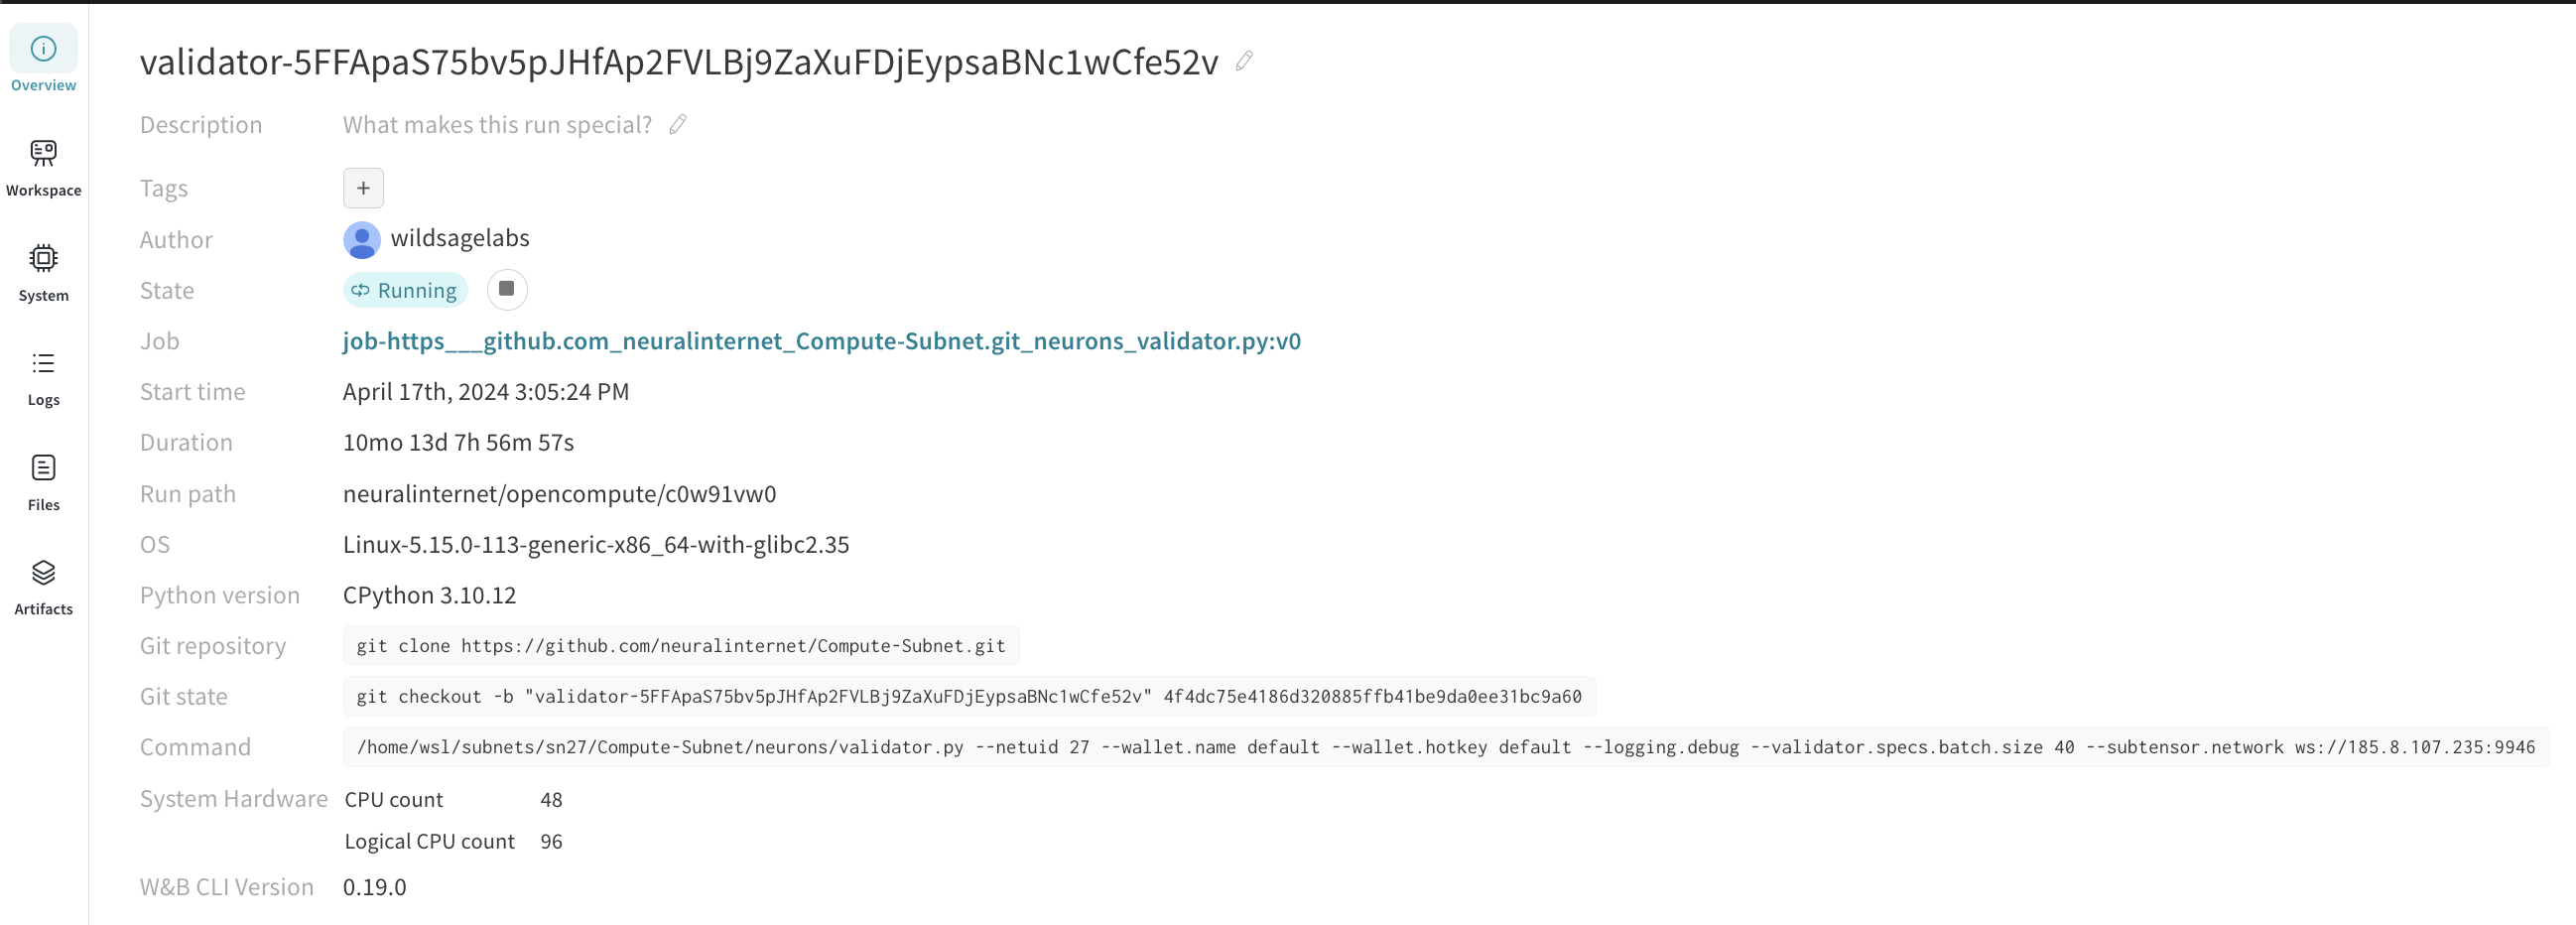 validator-5FFApaS75bv5pJHfAp2FVLBj9ZaXuFDjEypsaBNc1wCfe52v
Overview
Description What makes this run special?
Workspace
Tags +
Author wildsagelabs
State Running
System
Job job-https___github.com_neuralinternet_Compute-Subnet.git_neurons_validator.py:v0
Start time April 17th, 2024 3:05:24 PM
Logs
Duration 10mo 13d 7h 56m 57s
Run path neuralinternet/opencompute/c0w91vw0
Files
OS Linux-5.15.0-113-generic-x86_64-with-glibc2.35
Python version CPython 3.10.12
Artifacts
Git repository git clone https://github.com/neuralinternet/Compute-Subnet.git
Git state git checkout -b "validator-5FFApaS75bv5pJHfAp2FVLBj9ZaXuFDjEypsaBNc1wCfe52v" 4f4dc75e4186d320885ffb41be9da0ee31bc9a60
Command /home/wsl/subnets/sn27/Compute-Subnet/neurons/validator.py --netuid 27 --wallet.name default --wallet.hotkey default --logging.debug --validator.specs.batch.size 40 --subtensor.network ws://185.8.107.235:9946
System Hardware CPU count 48
Logical CPU count 96
W&B CLI Version 0.19.0